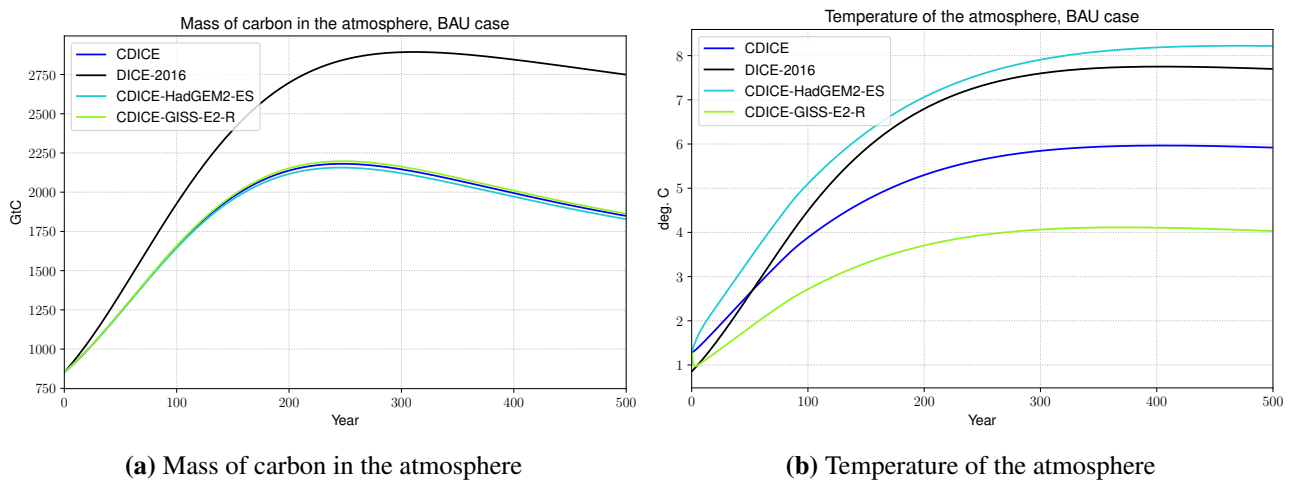 Mass of carbon in the atmosphere, BAU case
CDICE
DICE-2016
CDICE-HadGEM2-ES
CDICE-GISS-E2-R
GtC
2750
2500
2250
2000
1750
1500
1250
1000
750
0 100 200 300 400 500
Year
(a) Mass of carbon in the atmosphere
Temperature of the atmosphere, BAU case
CDICE
DICE-2016
CDICE-HadGEM2-ES
CDICE-GISS-E2-R
deg. C
8
7
6
5
4
3
2
1
0 100 200 300 400 500
Year
(b) Temperature of the atmosphere